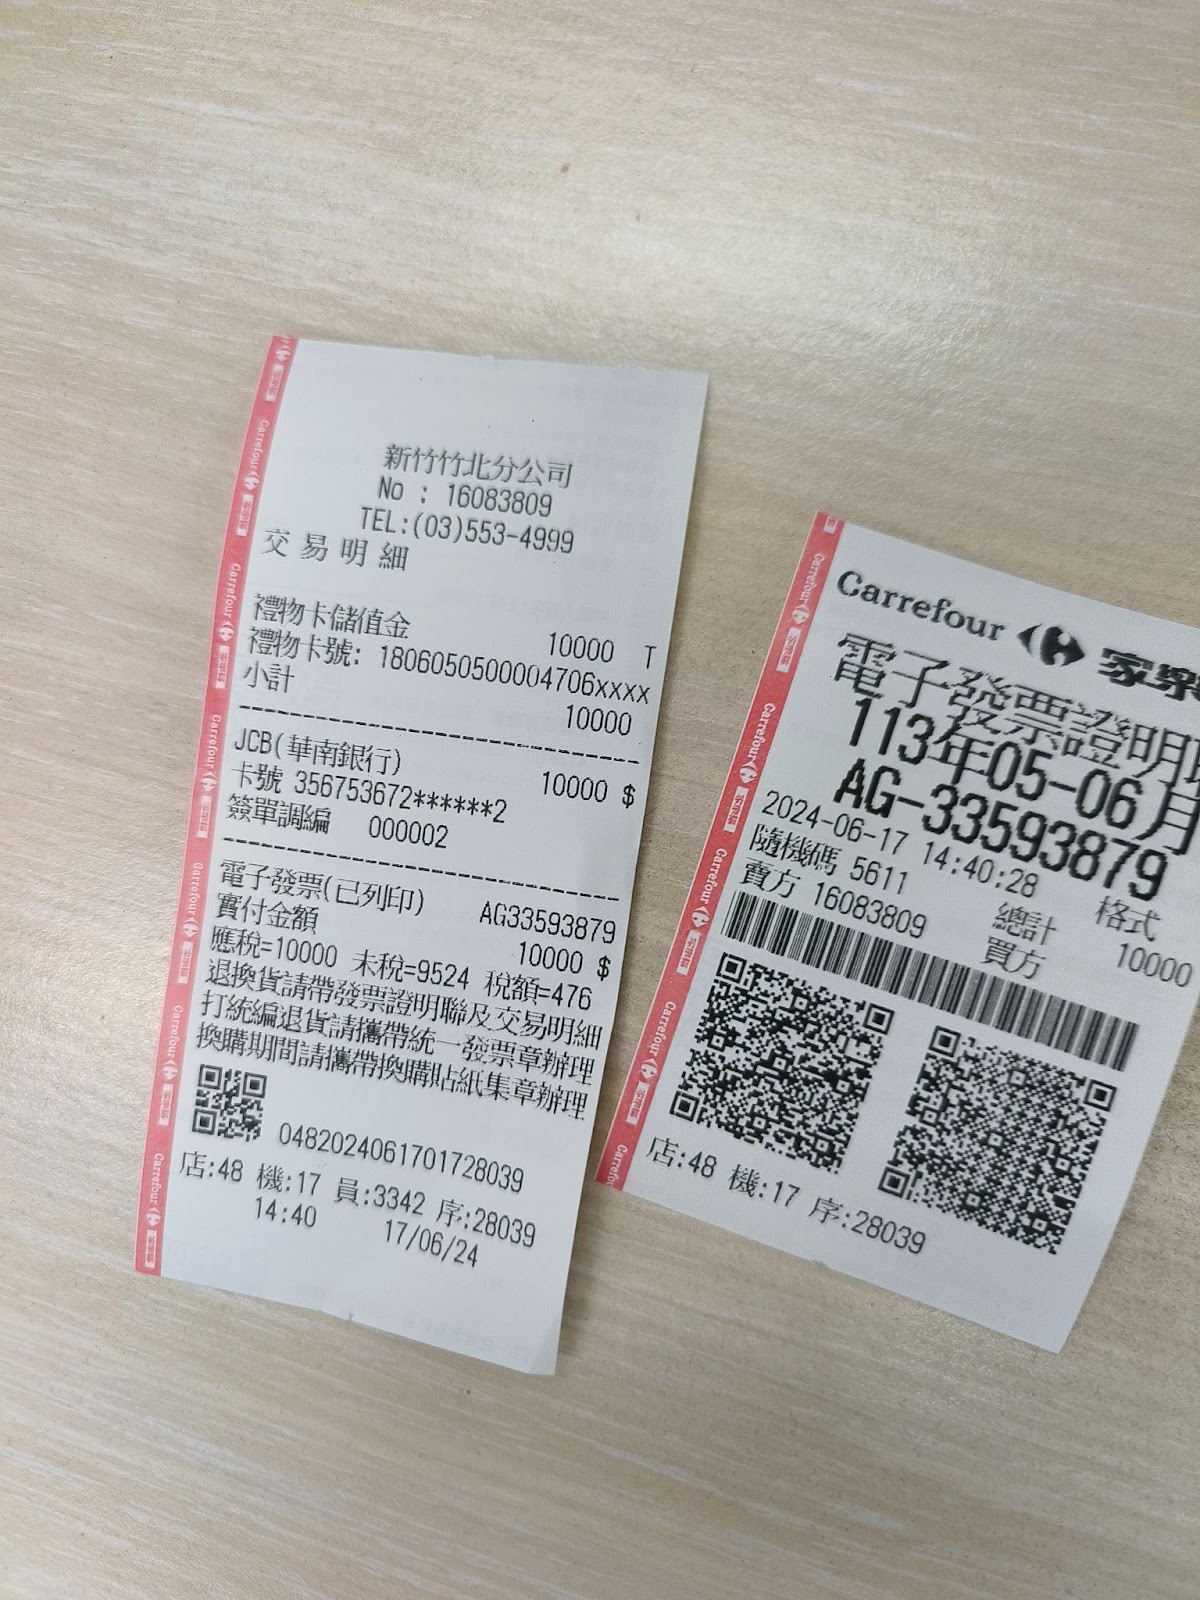 新竹竹北分公司
No : 16083809
TEL:(03)553-4999
交易明細
禮物卡儲值金 10000 T
禮物卡號: 1806050500004706xxxx
小計 10000
JCB(華南銀行) 10000 $
卡號 356753672******2
簽單調編 000002
電子發票(已列印) AG33593879
實付金額 10000 $
應稅=10000 未稅=9524 稅額=476
退換貨請帶發票證明聯及交易明細
打統編退貨請攜帶統一發票章辦理
換購期間請攜帶換購貼紙集章辦理
0482024061701728039
店:48 機:17 員:3342 序:28039
14:40 17/06/24
Carrefour 家樂
電子發票證明
113年05-06月
AG-33593879
2024-06-17 14:40:28 格式
隨機碼 5611 總計 10000
賣方 16083809 買方
店:48 機:17 序:28039